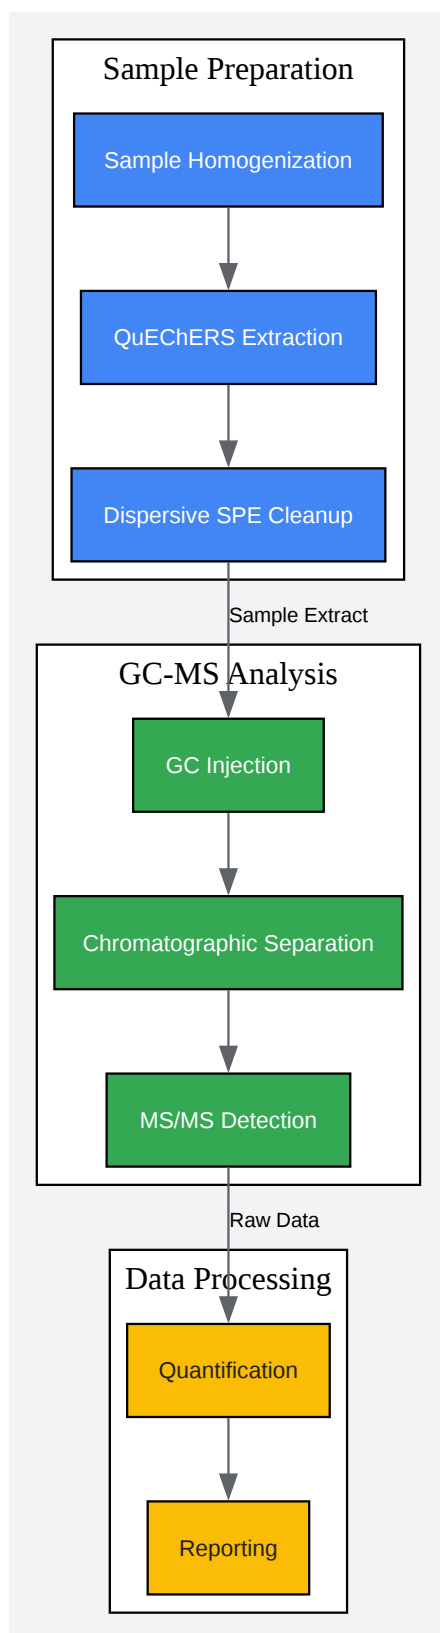 Sample Preparation
Sample Homogenization
QuEChERS Extraction
Dispersive SPE Cleanup
Sample Extract
GC-MS Analysis
GC Injection
Chromatographic Separation
MS/MS Detection
Raw Data
Data Processing
Quantification
Reporting